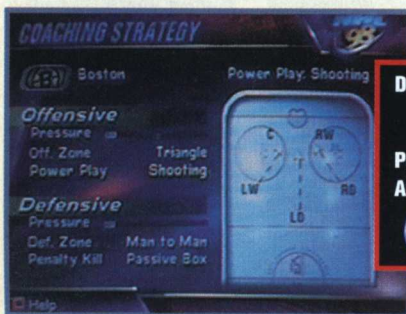 COACHING STRATEGY
NHL 98
B
Boston
Power Play: Shooting
Offensive
Pressure
Off. Zone Triangle
Power Play Shooting
Defensive
Pressure
Def. Zone Man to Man
Penalty Kill Passive Box
C RW
LW RD
LD
Help
D
P
A